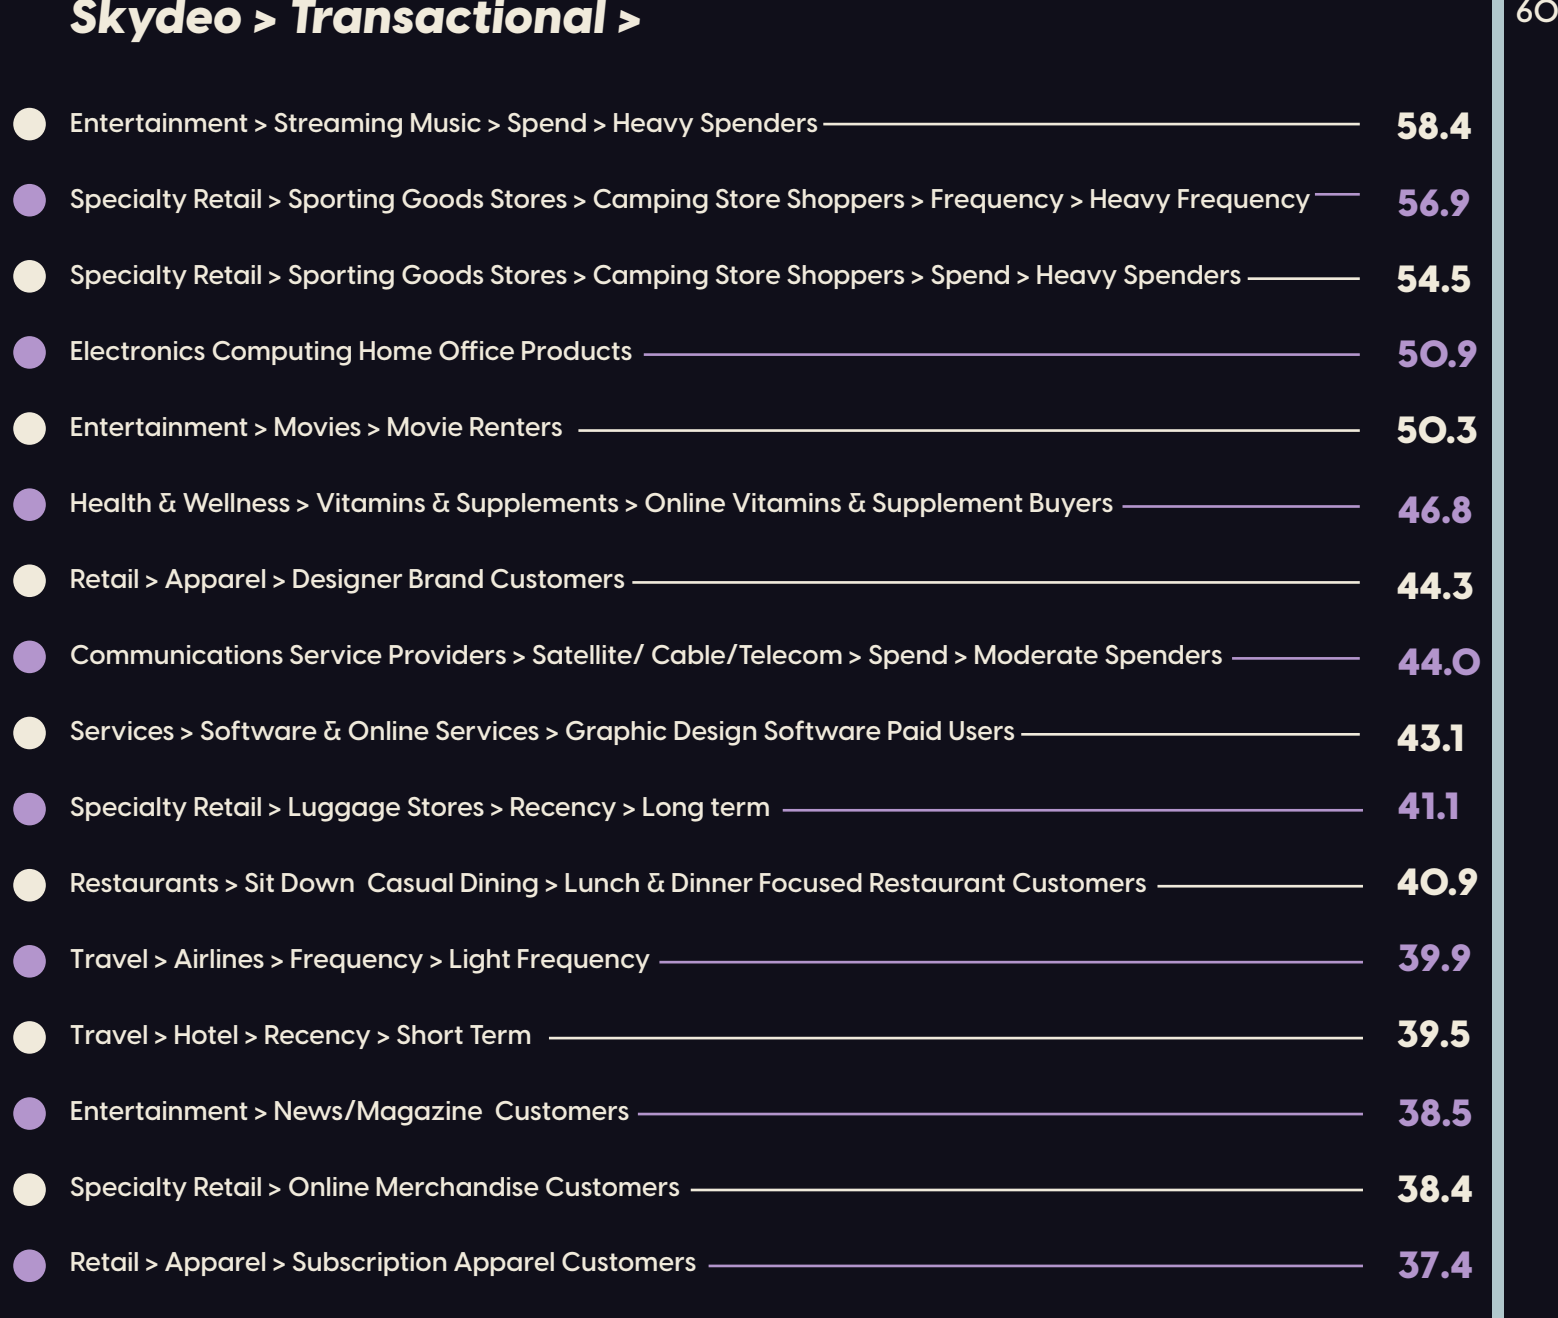 Skydeo > Transactional >
60
Entertainment > Streaming Music > Spend > Heavy Spenders 58.4
Specialty Retail > Sporting Goods Stores > Camping Store Shoppers > Frequency > Heavy Frequency 56.9
Specialty Retail > Sporting Goods Stores > Camping Store Shoppers > Spend > Heavy Spenders 54.5
Electronics Computing Home Office Products 50.9
Entertainment > Movies > Movie Renters 50.3
Health & Wellness > Vitamins & Supplements > Online Vitamins & Supplement Buyers 46.8
Retail > Apparel > Designer Brand Customers 44.3
Communications Service Providers > Satellite/ Cable/Telecom > Spend > Moderate Spenders 44.0
Services > Software & Online Services > Graphic Design Software Paid Users 43.1
Specialty Retail > Luggage Stores > Recency > Long term 41.1
Restaurants > Sit Down  Casual Dining > Lunch & Dinner Focused Restaurant Customers 40.9
Travel > Airlines > Frequency > Light Frequency 39.9
Travel > Hotel > Recency > Short Term 39.5
Entertainment > News/Magazine  Customers 38.5
Specialty Retail > Online Merchandise Customers 38.4
Retail > Apparel > Subscription Apparel Customers 37.4